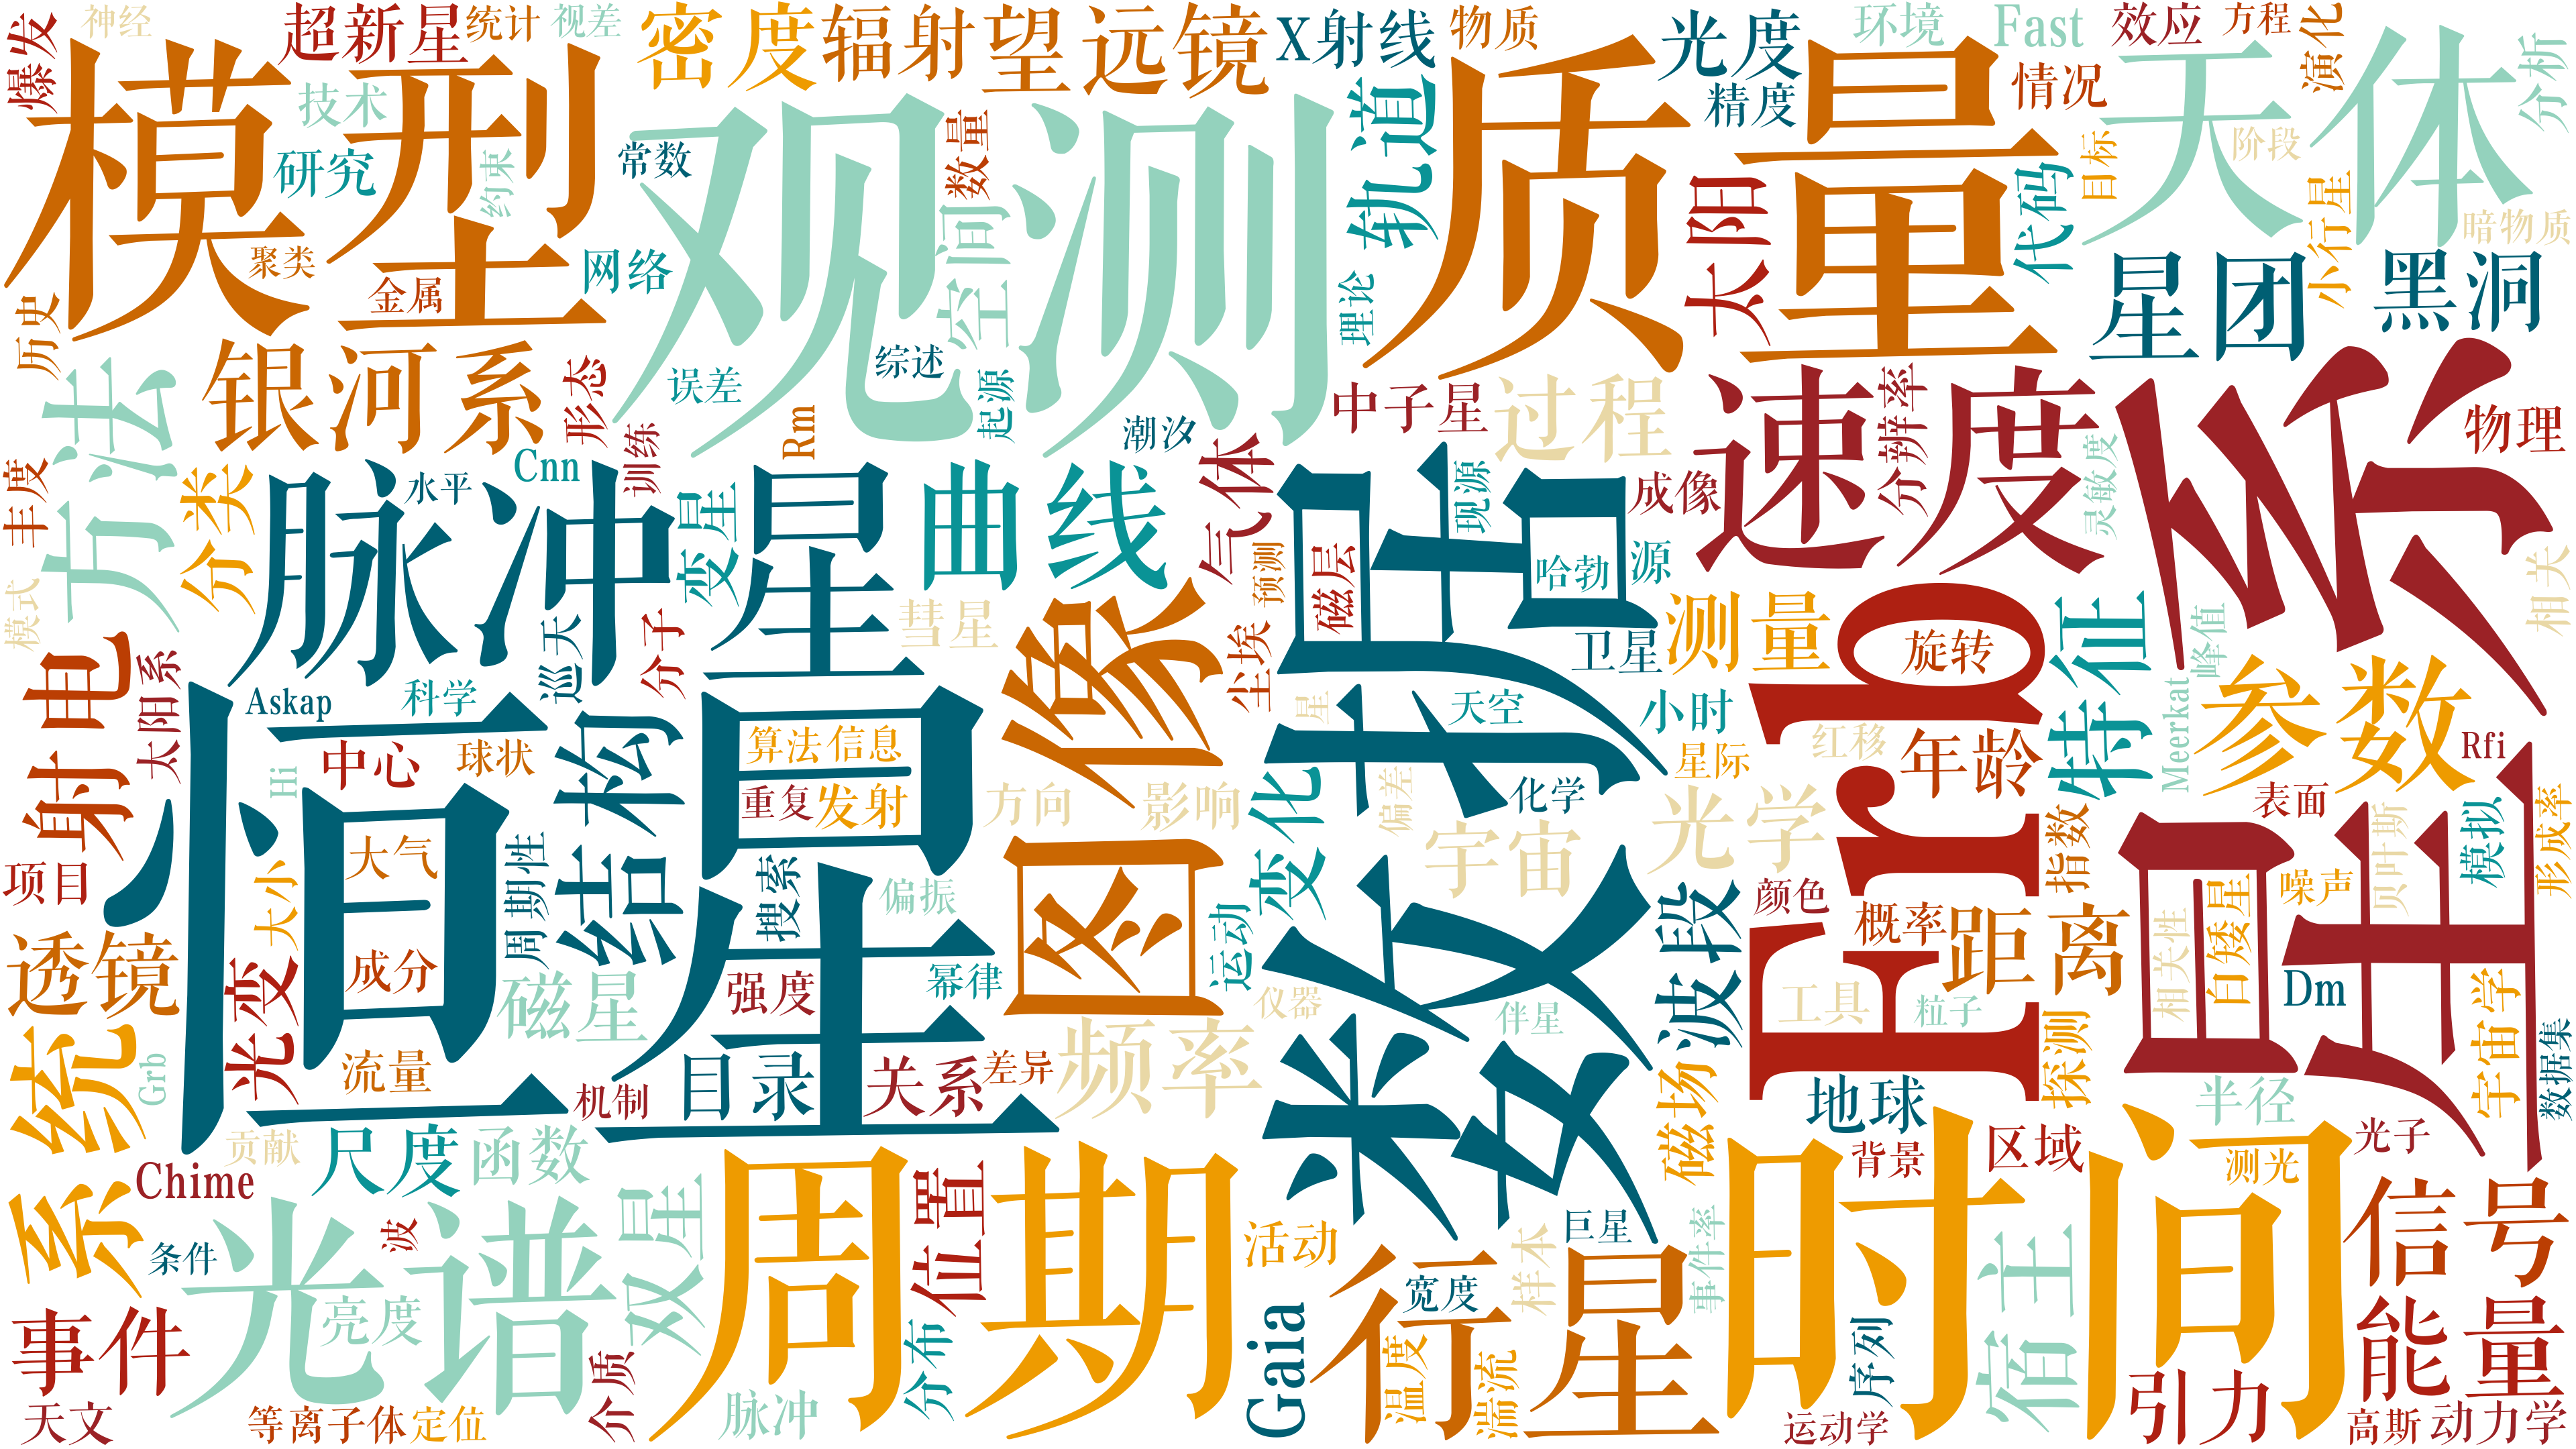 爆发
神经
超新星
统计
视差
密度
辐射
望远镜
X射线
物质
光度
环境
Fast
效应
方程
演化
分析
模型
技术
研究
约束
聚类
金属
网络
常数
观测
数量
空间
综述
误差
起源
轨道
理论
质量
精度
情况
太阳
代码
目标
天体
阶段
小行星
暗物质
星团
黑洞
历史
方法
银河系
形态
训练
Rm
潮汐
中子星
过程
速度
分辨率
灵敏度
星系
物理
丰度
分类
脉冲星
水平
Cnn
变星
曲线
气体
数据
现源
成像
磁层
哈勃
源
相关
模式
射电
太阳系
Askap
科学
巡天
分子
彗星
图像
预测
尘埃
星
天空
卫星
测量
小时
Frb
旋转
特征
峰值
Meerkat
参数
Rfi
恒星
中心
球状
Hi
结构
算法
信息
重复
发射
方向
影响
变化
偏差
化学
星际
红移
年龄
指数
表面
贝叶斯
模拟
形成率
项目
大小
大气
周期性
搜索
偏振
运动
宇宙
光学
颜色
概率
距离
相关性
白矮星
噪声
透镜
光变
成分
磁星
强度
幂律
仪器
伴星
波段
工具
粒子
探测
Dm
宇宙学
数据集
系统
Grb
流量
机制
目录
关系
差异
频率
磁场
地球
半径
光子
贡献
Chime
尺度
函数
双星
周期
位置
活动
巨星
事件率
时间
背景
区域
测光
信号
条件
波
光谱
亮度
分布
Gaia
行星
宽度
样本
温度
湍流
序列
宿主
能量
事件
天文
等离子体
定位
介质
脉冲
运动学
引力
高斯
动力学